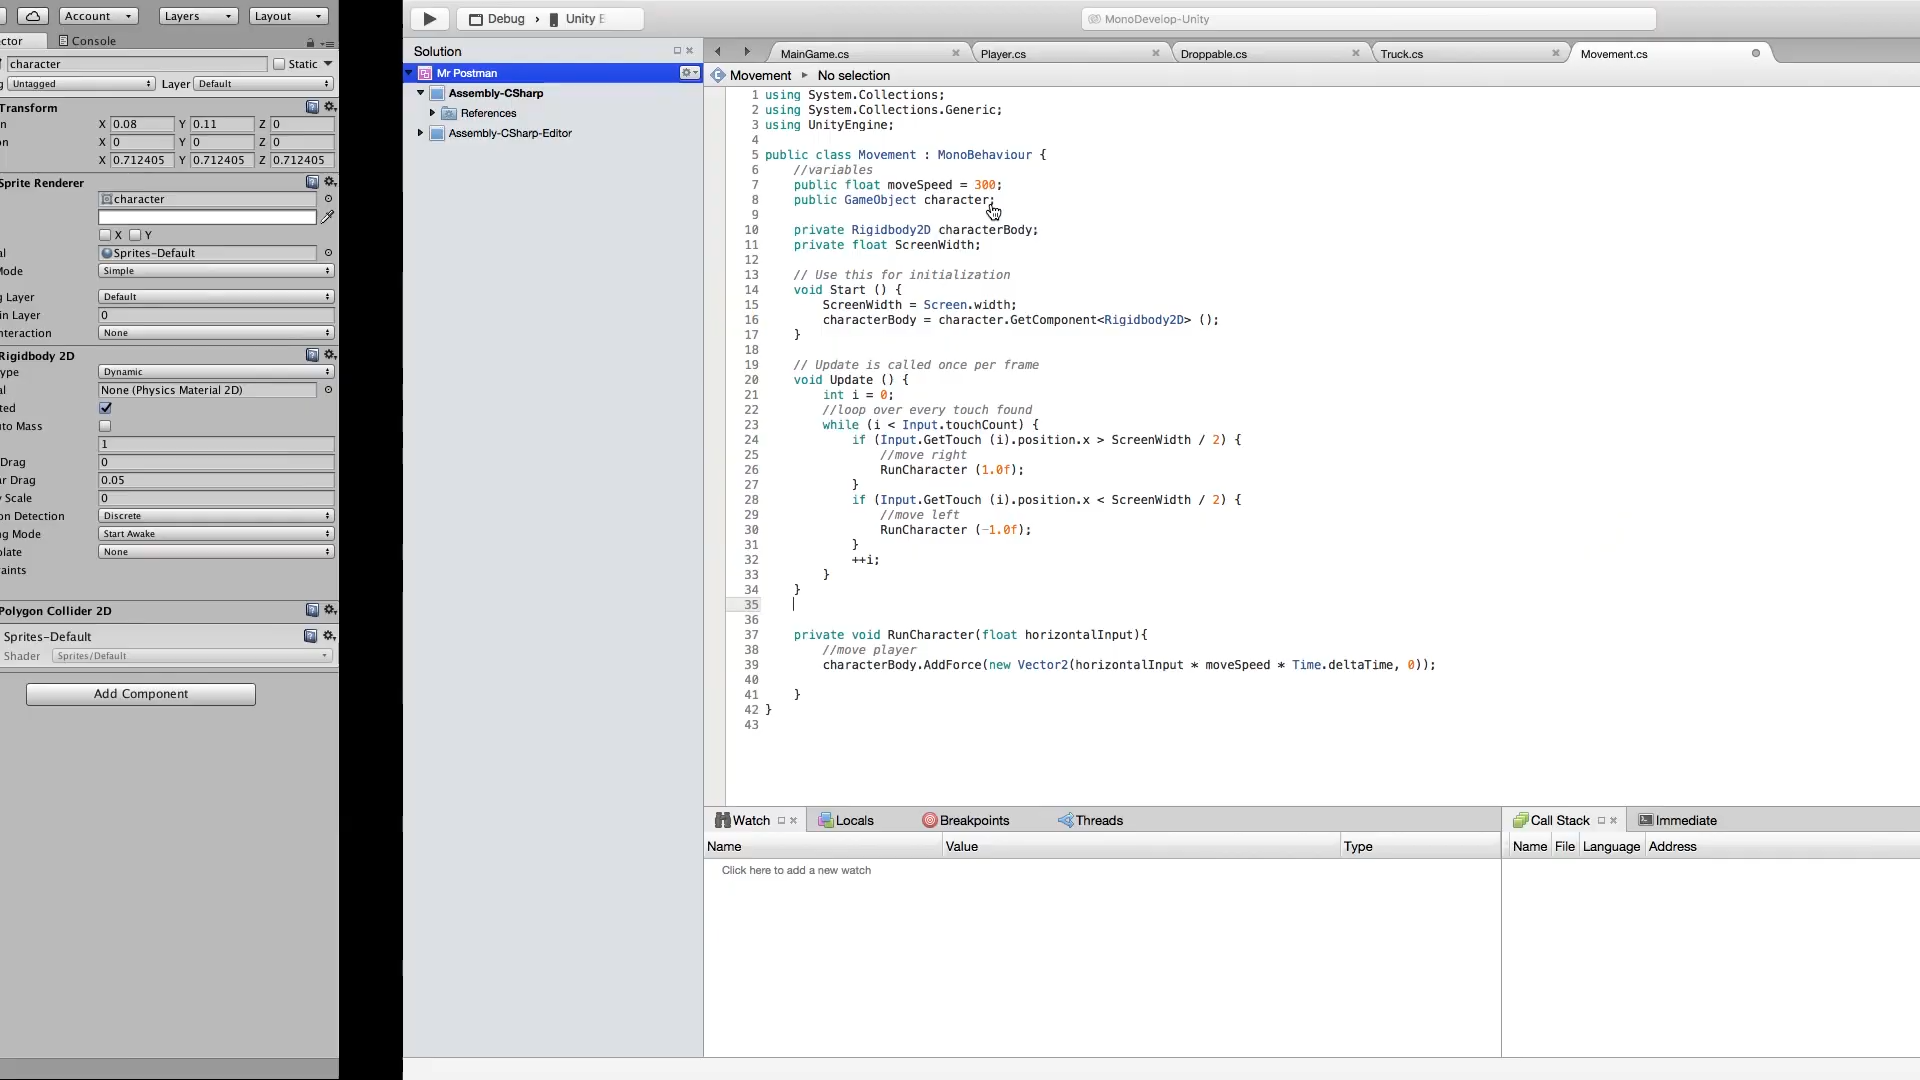 Account
Layers
Layout
ctor
Console
character
Static
Untagged
Layer
Default
Transform
n
X
0.08
Y
0.11
Z
0
on
X
0
Y
0
Z
0
X
0.712405
Y
0.712405
Z
0.712405
Sprite Renderer
character
X
Y
al
Sprites-Default
Mode
Simple
g Layer
Default
in Layer
0
nteraction
None
Rigidbody 2D
ype
Dynamic
al
None (Physics Material 2D)
ted
uto Mass
1
Drag
0
ar Drag
0.05
y Scale
0
on Detection
Discrete
ng Mode
Start Awake
olate
None
raints
Polygon Collider 2D
Sprites-Default
Shader
Sprites/Default
Add Component
Debug
Unity E
MonoDevelop-Unity
Solution
Mr Postman
Assembly-CSharp
References
Assembly-CSharp-Editor
MainGame.cs
Player.cs
Droppable.cs
Truck.cs
Movement.cs
Movement
No selection
1 using System.Collections;
2 using System.Collections.Generic;
3 using UnityEngine;
4
5 public class Movement : MonoBehaviour {
6 //variables
7 public float moveSpeed = 300;
8 public GameObject character;
9
10 private Rigidbody2D characterBody;
11 private float ScreenWidth;
12
13 // Use this for initialization
14 void Start () {
15 ScreenWidth = Screen.width;
16 characterBody = character.GetComponent<Rigidbody2D> ();
17 }
18
19 // Update is called once per frame
20 void Update () {
21 int i = 0;
22 //loop over every touch found
23 while (i < Input.touchCount) {
24 if (Input.GetTouch (i).position.x > ScreenWidth / 2) {
25 //move right
26 RunCharacter (1.0f);
27 }
28 if (Input.GetTouch (i).position.x < ScreenWidth / 2) {
29 //move left
30 RunCharacter (-1.0f);
31 }
32 ++i;
33 }
34 }
35
36
37 private void RunCharacter(float horizontalInput){
38 //move player
39 characterBody.AddForce(new Vector2(horizontalInput * moveSpeed * Time.deltaTime, 0));
40
41 }
42 }
43
Watch
Locals
Breakpoints
Threads
Name
Value
Type
Click here to add a new watch
Call Stack
Immediate
Name
File
Language
Address